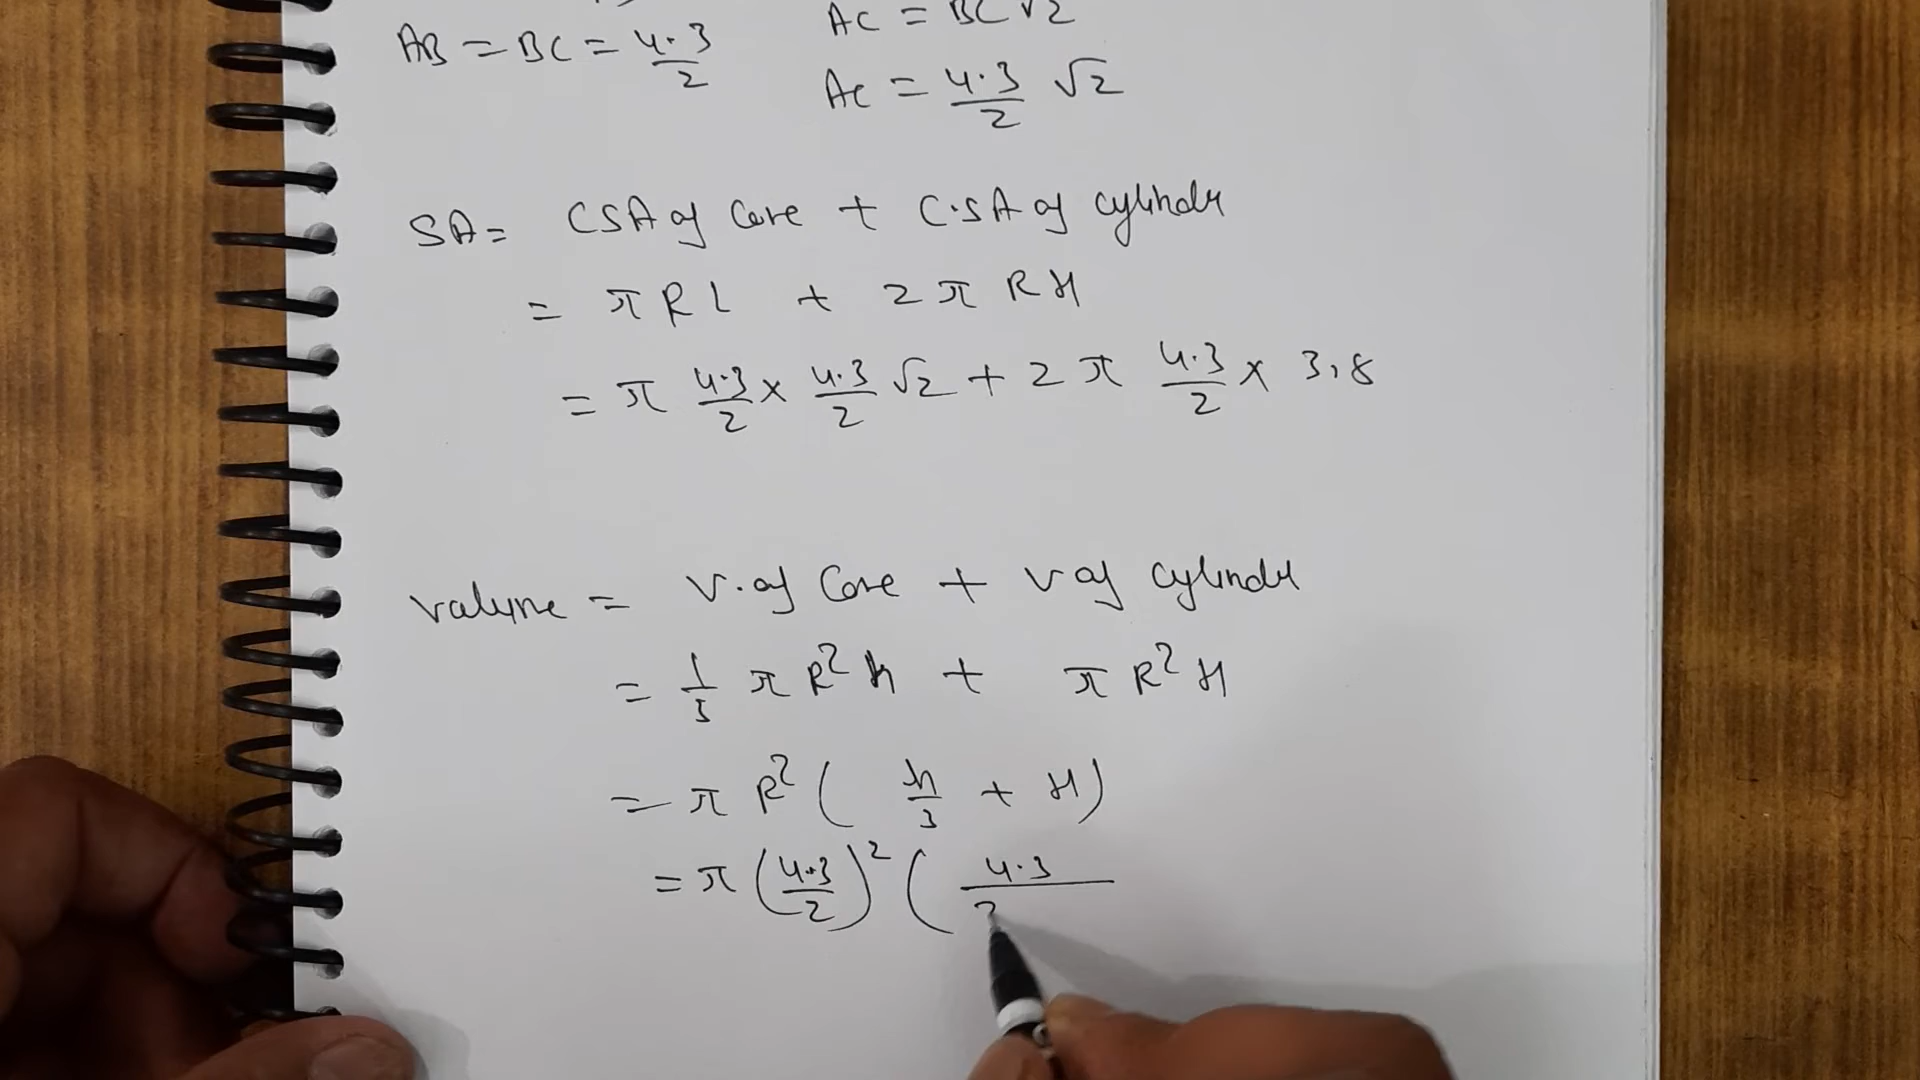 AC = BC √2
AB = BC = 4.3/2
AC = 4.3/2 √2
SA = CSA of Cone + C.SA of cylinder
= π R L + 2 π R H
= π 4.3/2 × 4.3/2 √2 + 2 π 4.3/2 × 3.8
volume = V. of Cone + V of cylinder
= 1/3 π R² h + π R² H
= π R² ( h/3 + H )
= π (4.3/2)² ( 4.3/2